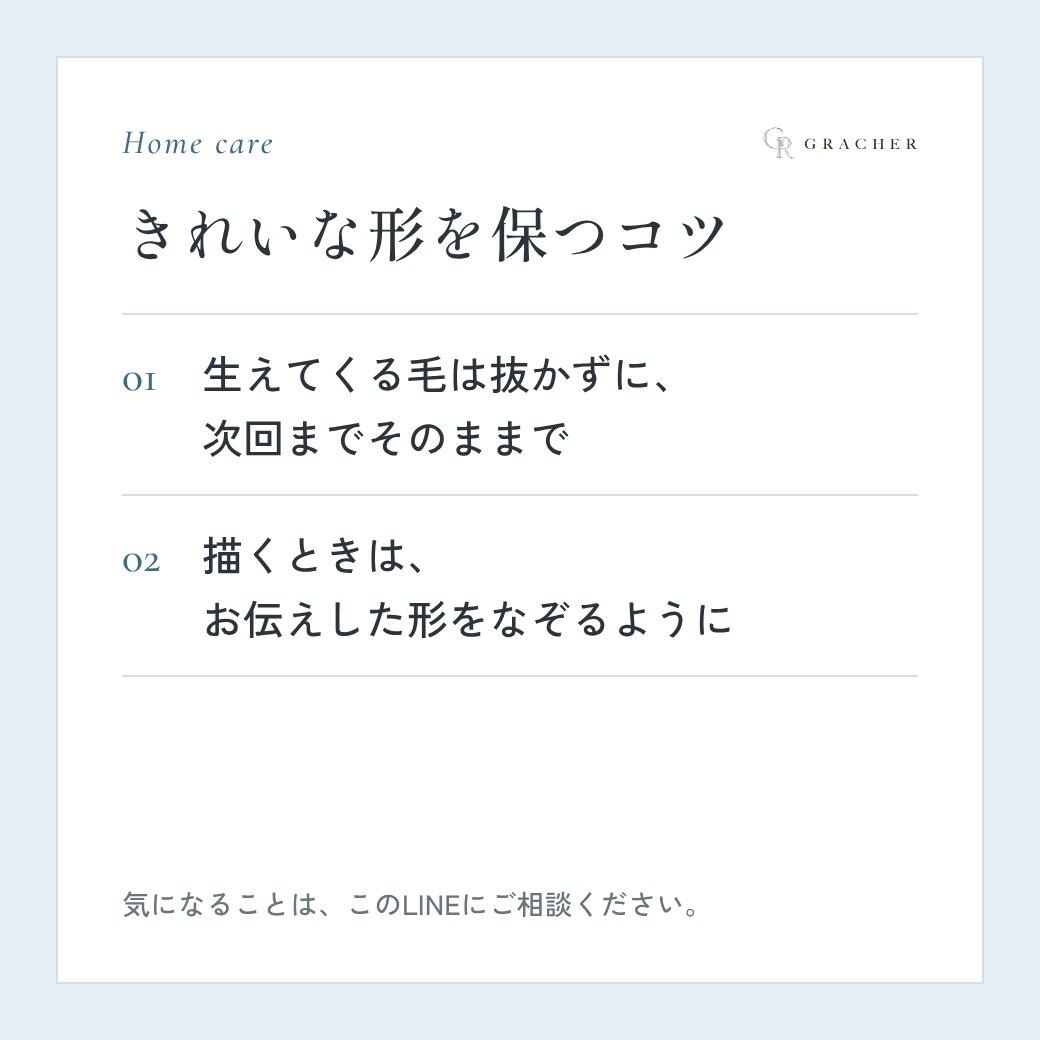 Home care
GR GRACHER
きれいな形を保つコツ
01 生えてくる毛は抜かずに、
次回までそのままで
02 描くときは、
お伝えした形をなぞるように
気になることは、このLINEにご相談ください。